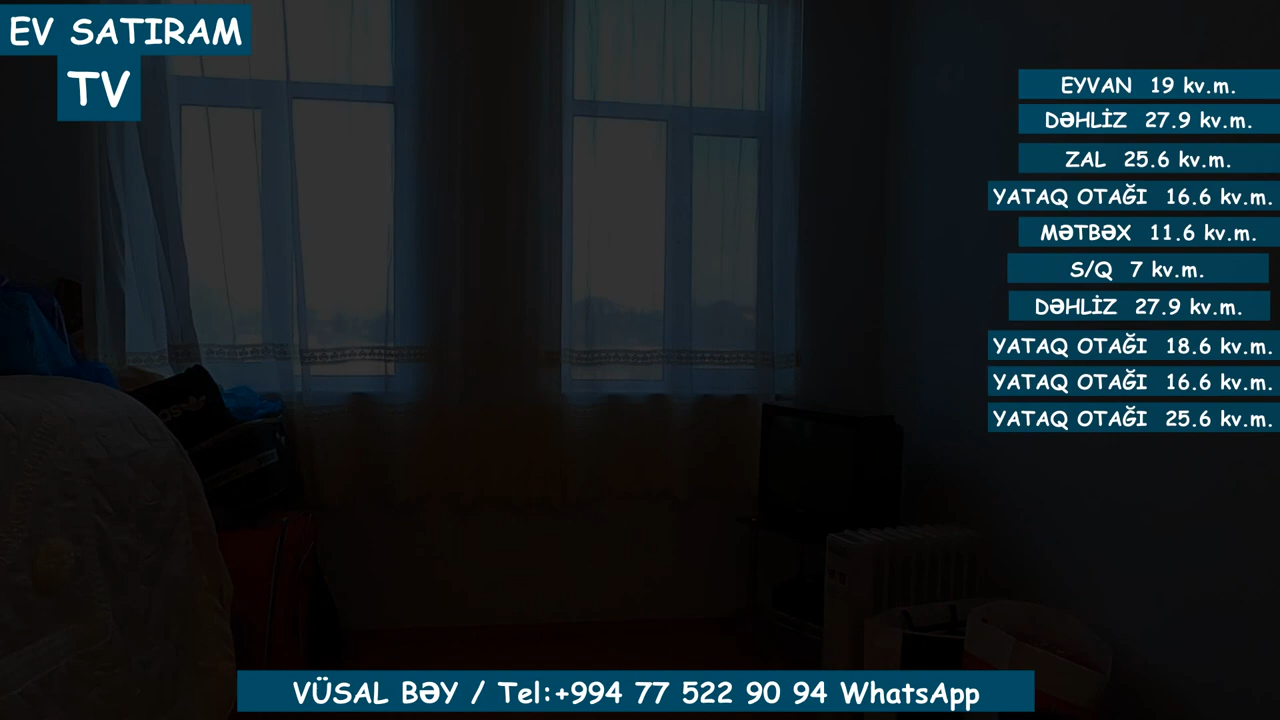 EV SATIRAM
TV
EYVAN 19 kv.m.
DƏHLİZ 27.9 kv.m.
ZAL 25.6 kv.m.
YATAQ OTAĞI 16.6 kv.m.
MƏTBƏX 11.6 kv.m.
S/Q 7 kv.m.
DƏHLİZ 27.9 kv.m.
YATAQ OTAĞI 18.6 kv.m.
YATAQ OTAĞI 16.6 kv.m.
YATAQ OTAĞI 25.6 kv.m.
VÜSAL BƏY / Tel:+994 77 522 90 94 WhatsApp